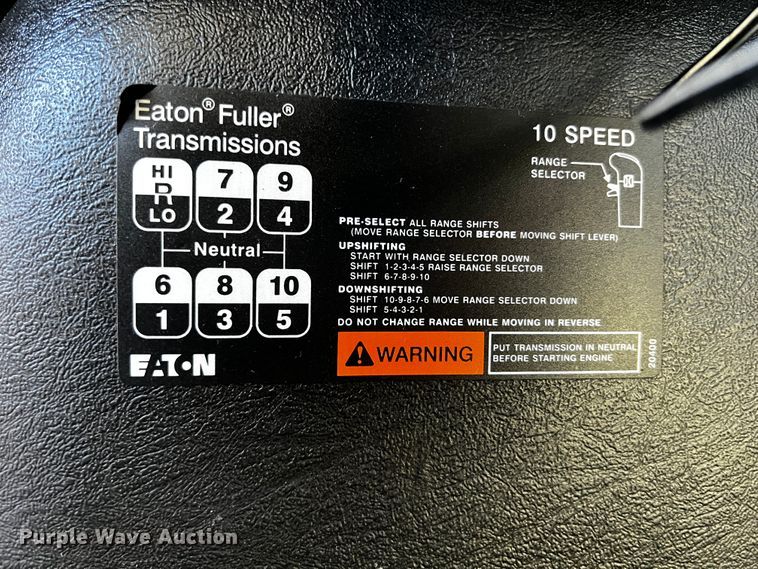 Eaton® Fuller®
Transmissions
10 SPEED
RANGE
SELECTOR
HI
R
LO
7
2
9
4
Neutral
6
1
8
3
10
5
PRE-SELECT ALL RANGE SHIFTS
(MOVE RANGE SELECTOR BEFORE MOVING SHIFT LEVER)
UPSHIFTING
START WITH RANGE SELECTOR DOWN
SHIFT 1-2-3-4-5 RAISE RANGE SELECTOR
SHIFT 6-7-8-9-10
DOWNSHIFTING
SHIFT 10-9-8-7-6 MOVE RANGE SELECTOR DOWN
SHIFT 5-4-3-2-1
DO NOT CHANGE RANGE WHILE MOVING IN REVERSE
WARNING
PUT TRANSMISSION IN NEUTRAL
BEFORE STARTING ENGINE
20400
EATON
Purple Wave Auction